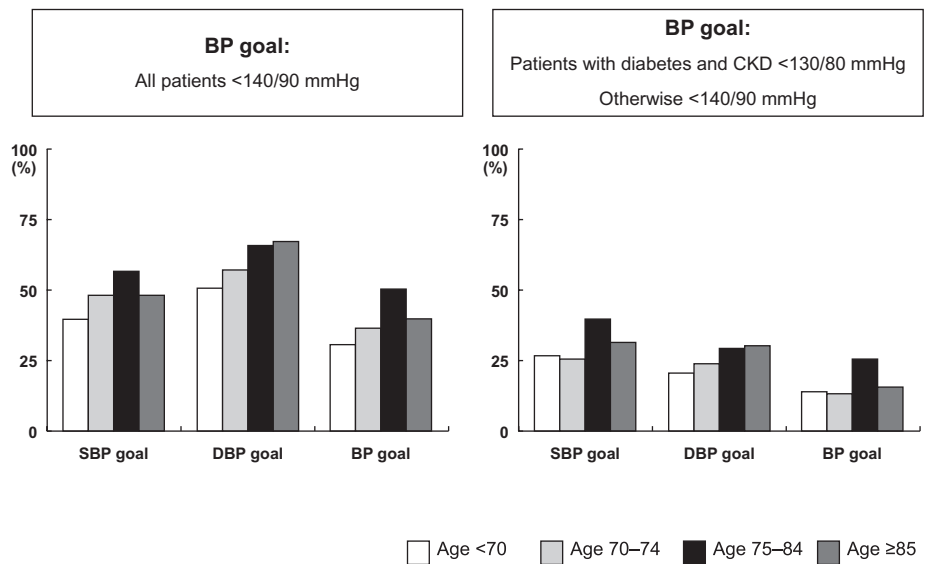 BP goal:
All patients <140/90 mmHg
BP goal:
Patients with diabetes and CKD <130/80 mmHg
Otherwise <140/90 mmHg
100
(%)
75
50
25
0
SBP goal
DBP goal
BP goal
100
(%)
75
50
25
0
SBP goal
DBP goal
BP goal
Age <70
Age 70–74
Age 75–84
Age ≥85